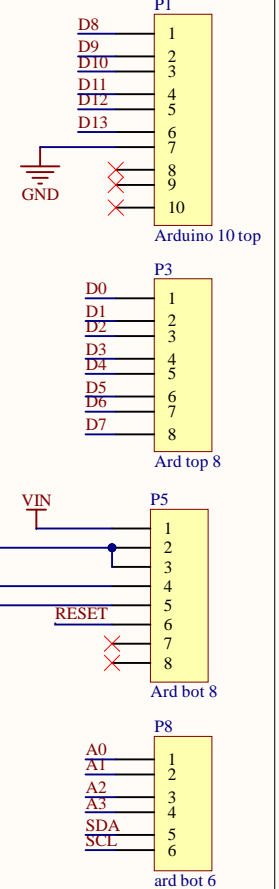 P1
D8 1
D9 2
D10 3
D11 4
D12 5
D13 6
7
GND
8
9
10
Arduino 10 top
P3
D0 1
D1 2
D2 3
D3 4
D4 5
D5 6
D6 7
D7 8
Ard top 8
VIN
P5
1
2
3
4
5
RESET 6
7
8
Ard bot 8
P8
A0 1
A1 2
A2 3
A3 4
SDA 5
SCL 6
ard bot 6